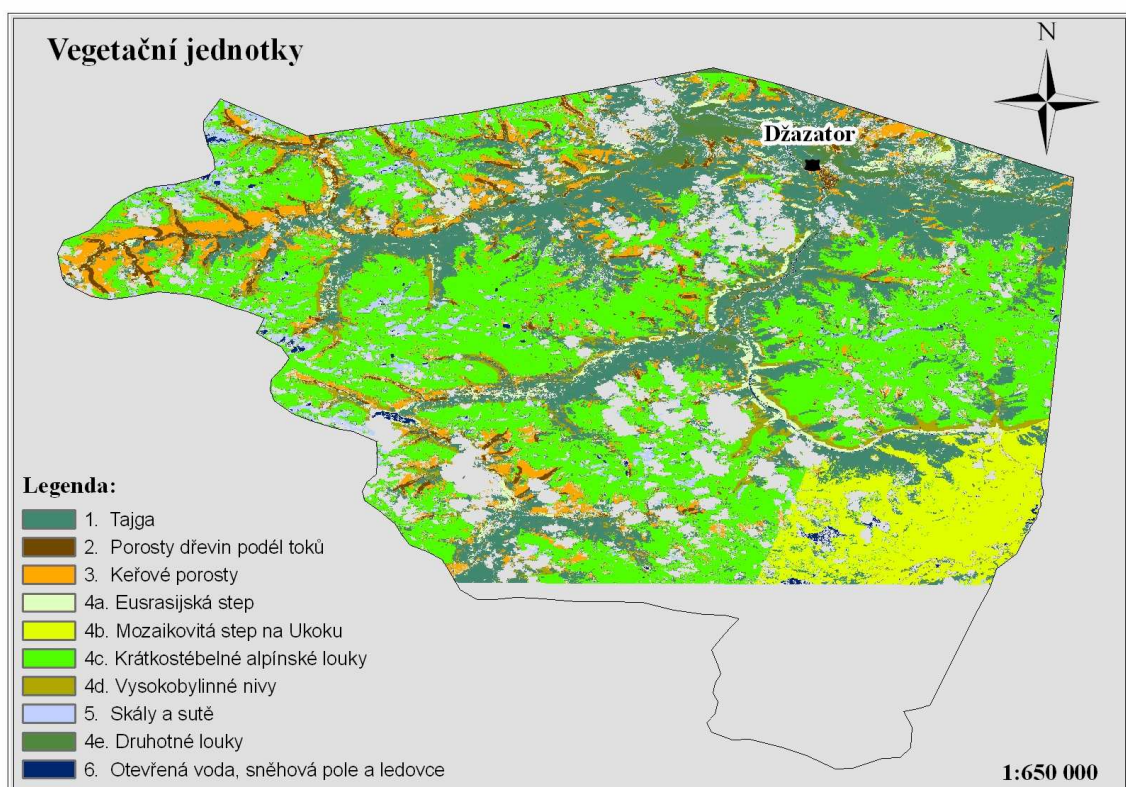 Vegetační jednotky
N
Džazator
Legenda:
1. Tajga
2. Porosty dřevin podél toků
3. Keřové porosty
4a. Eusrasijská step
4b. Mozaikovitá step na Ukoku
4c. Krátkostébelné alpínské louky
4d. Vysokobylinné nivy
5. Skály a sutě
4e. Druhotné louky
6. Otevřená voda, sněhová pole a ledovce
1:650 000